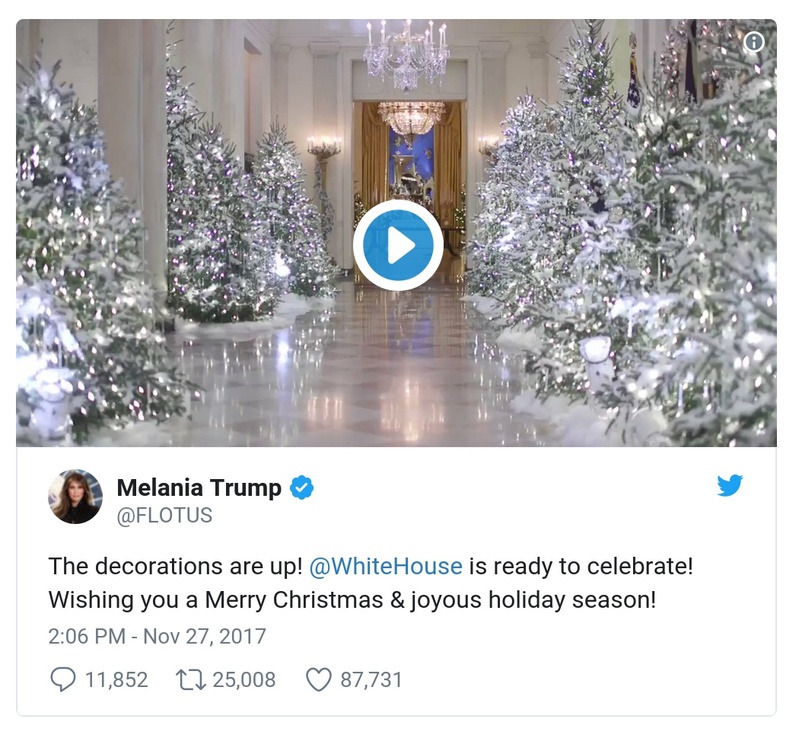 Melania Trump
@FLOTUS
The decorations are up! @WhiteHouse is ready to celebrate!
Wishing you a Merry Christmas & joyous holiday season!
2:06 PM - Nov 27, 2017
11,852 25,008 87,731